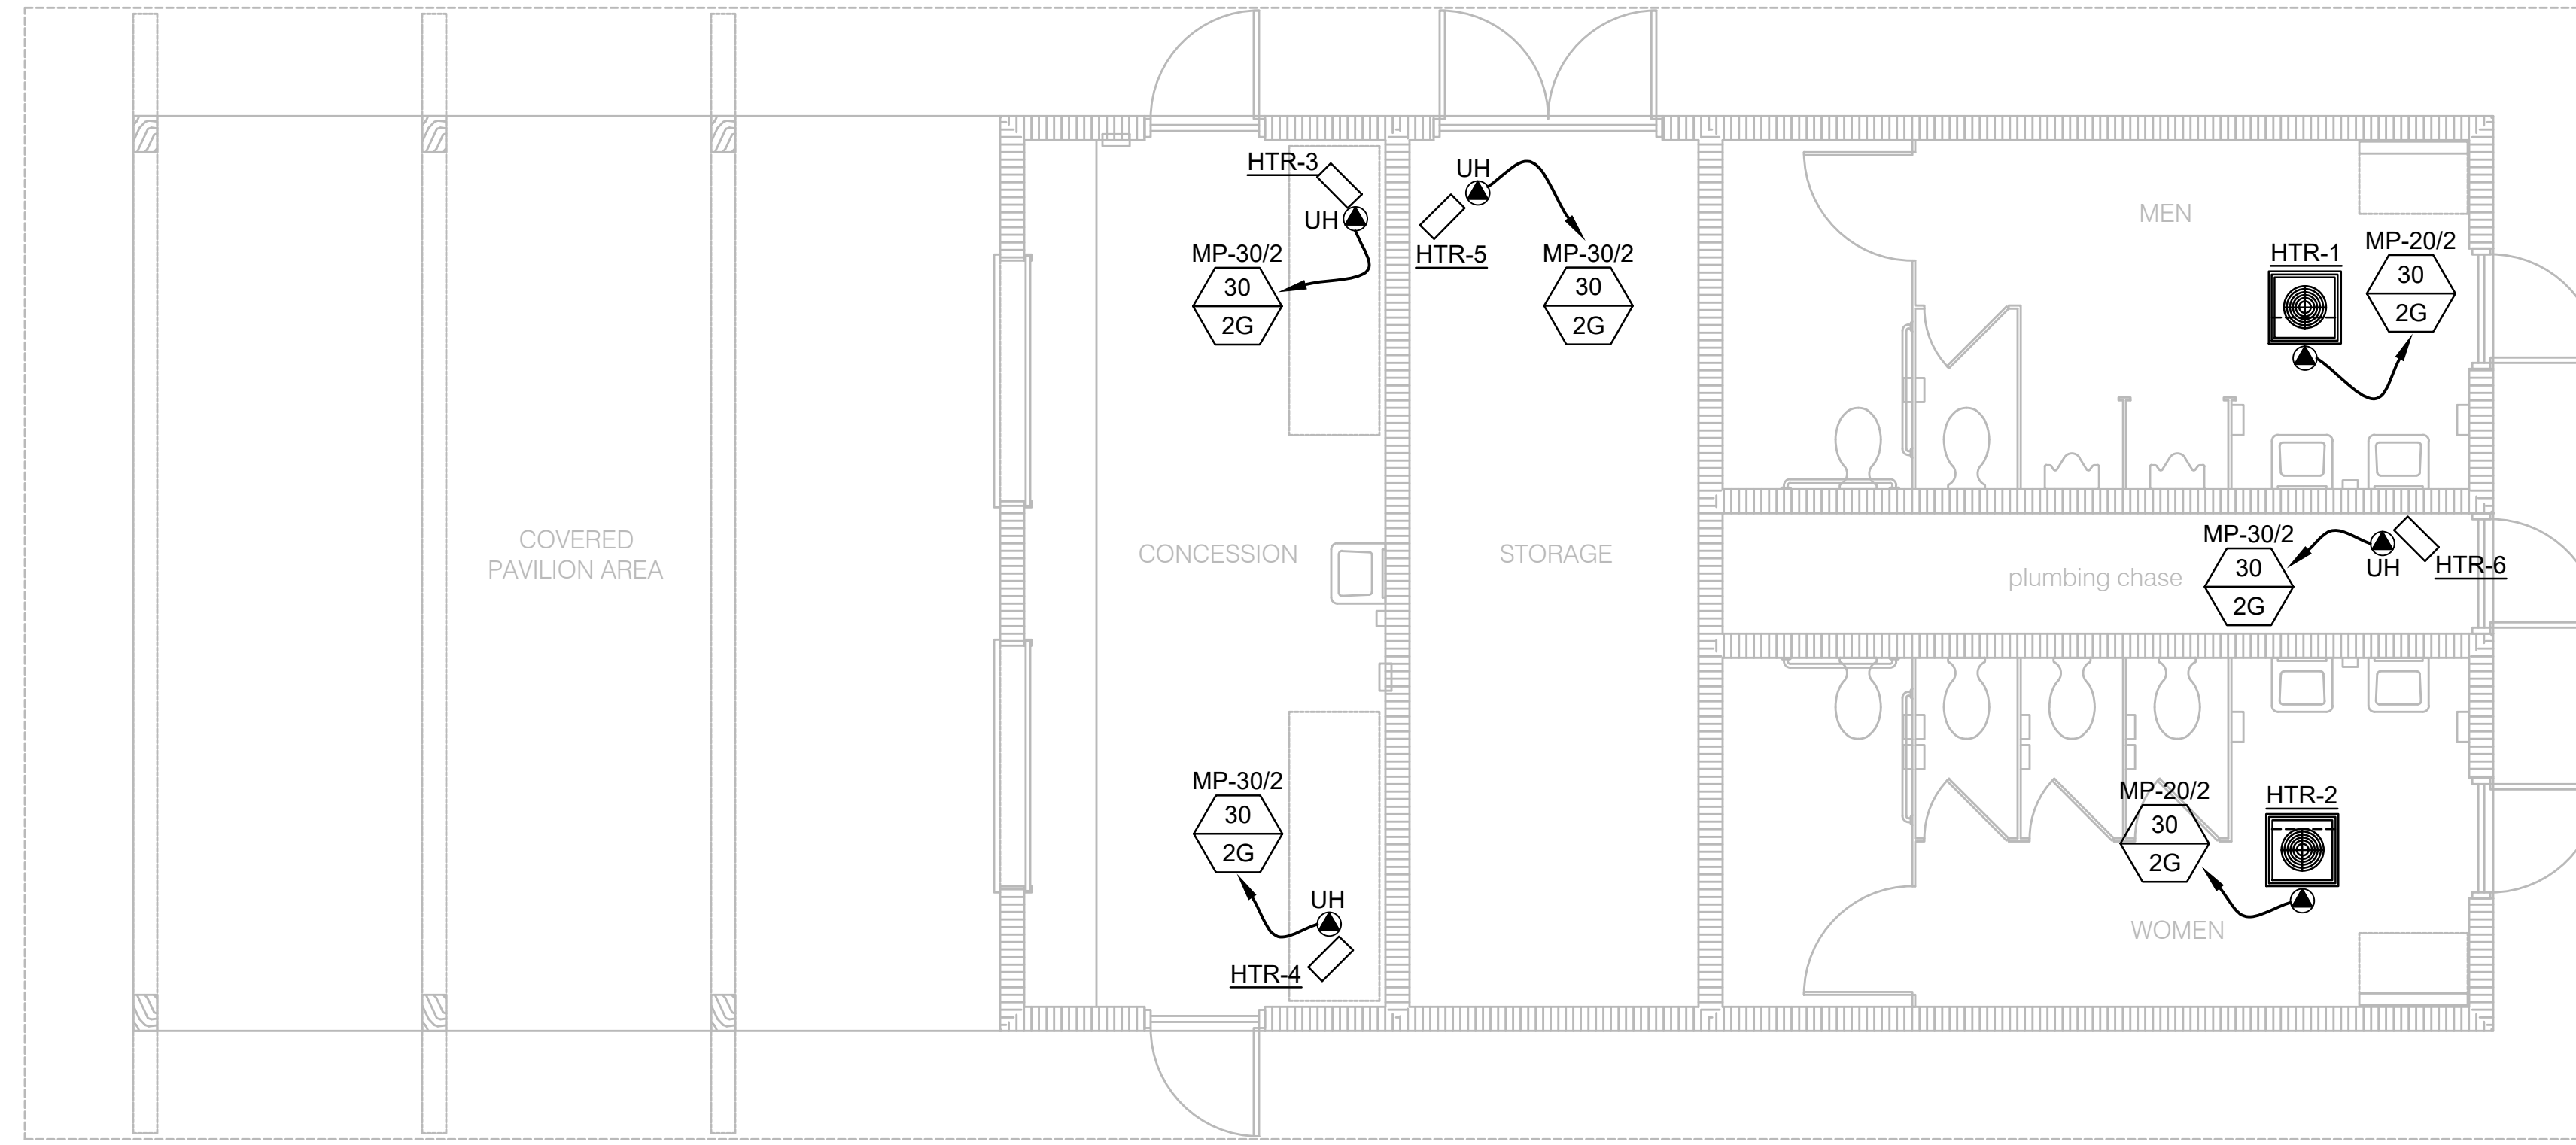 COVERED
PAVILION AREA
HTR-3
UH
MP-30/2
30
2G
CONCESSION
MP-30/2
30
2G
UH
HTR-4
UH
HTR-5
MP-30/2
30
2G
STORAGE
MEN
HTR-1
MP-20/2
30
2G
MP-30/2
30
2G
UH
HTR-6
plumbing chase
MP-20/2
30
2G
HTR-2
WOMEN